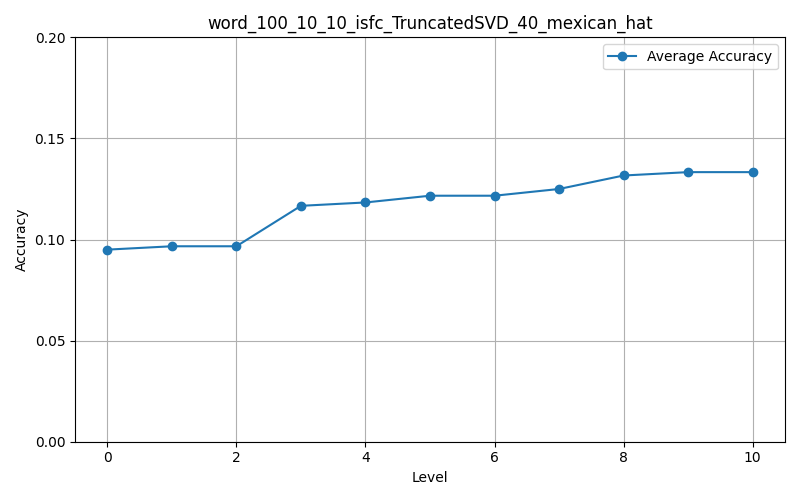 word_100_10_10_isfc_TruncatedSVD_40_mexican_hat
Average Accuracy
0.20
0.15
0.10
0.05
0.00
Accuracy
0 2 4 6 8 10
Level